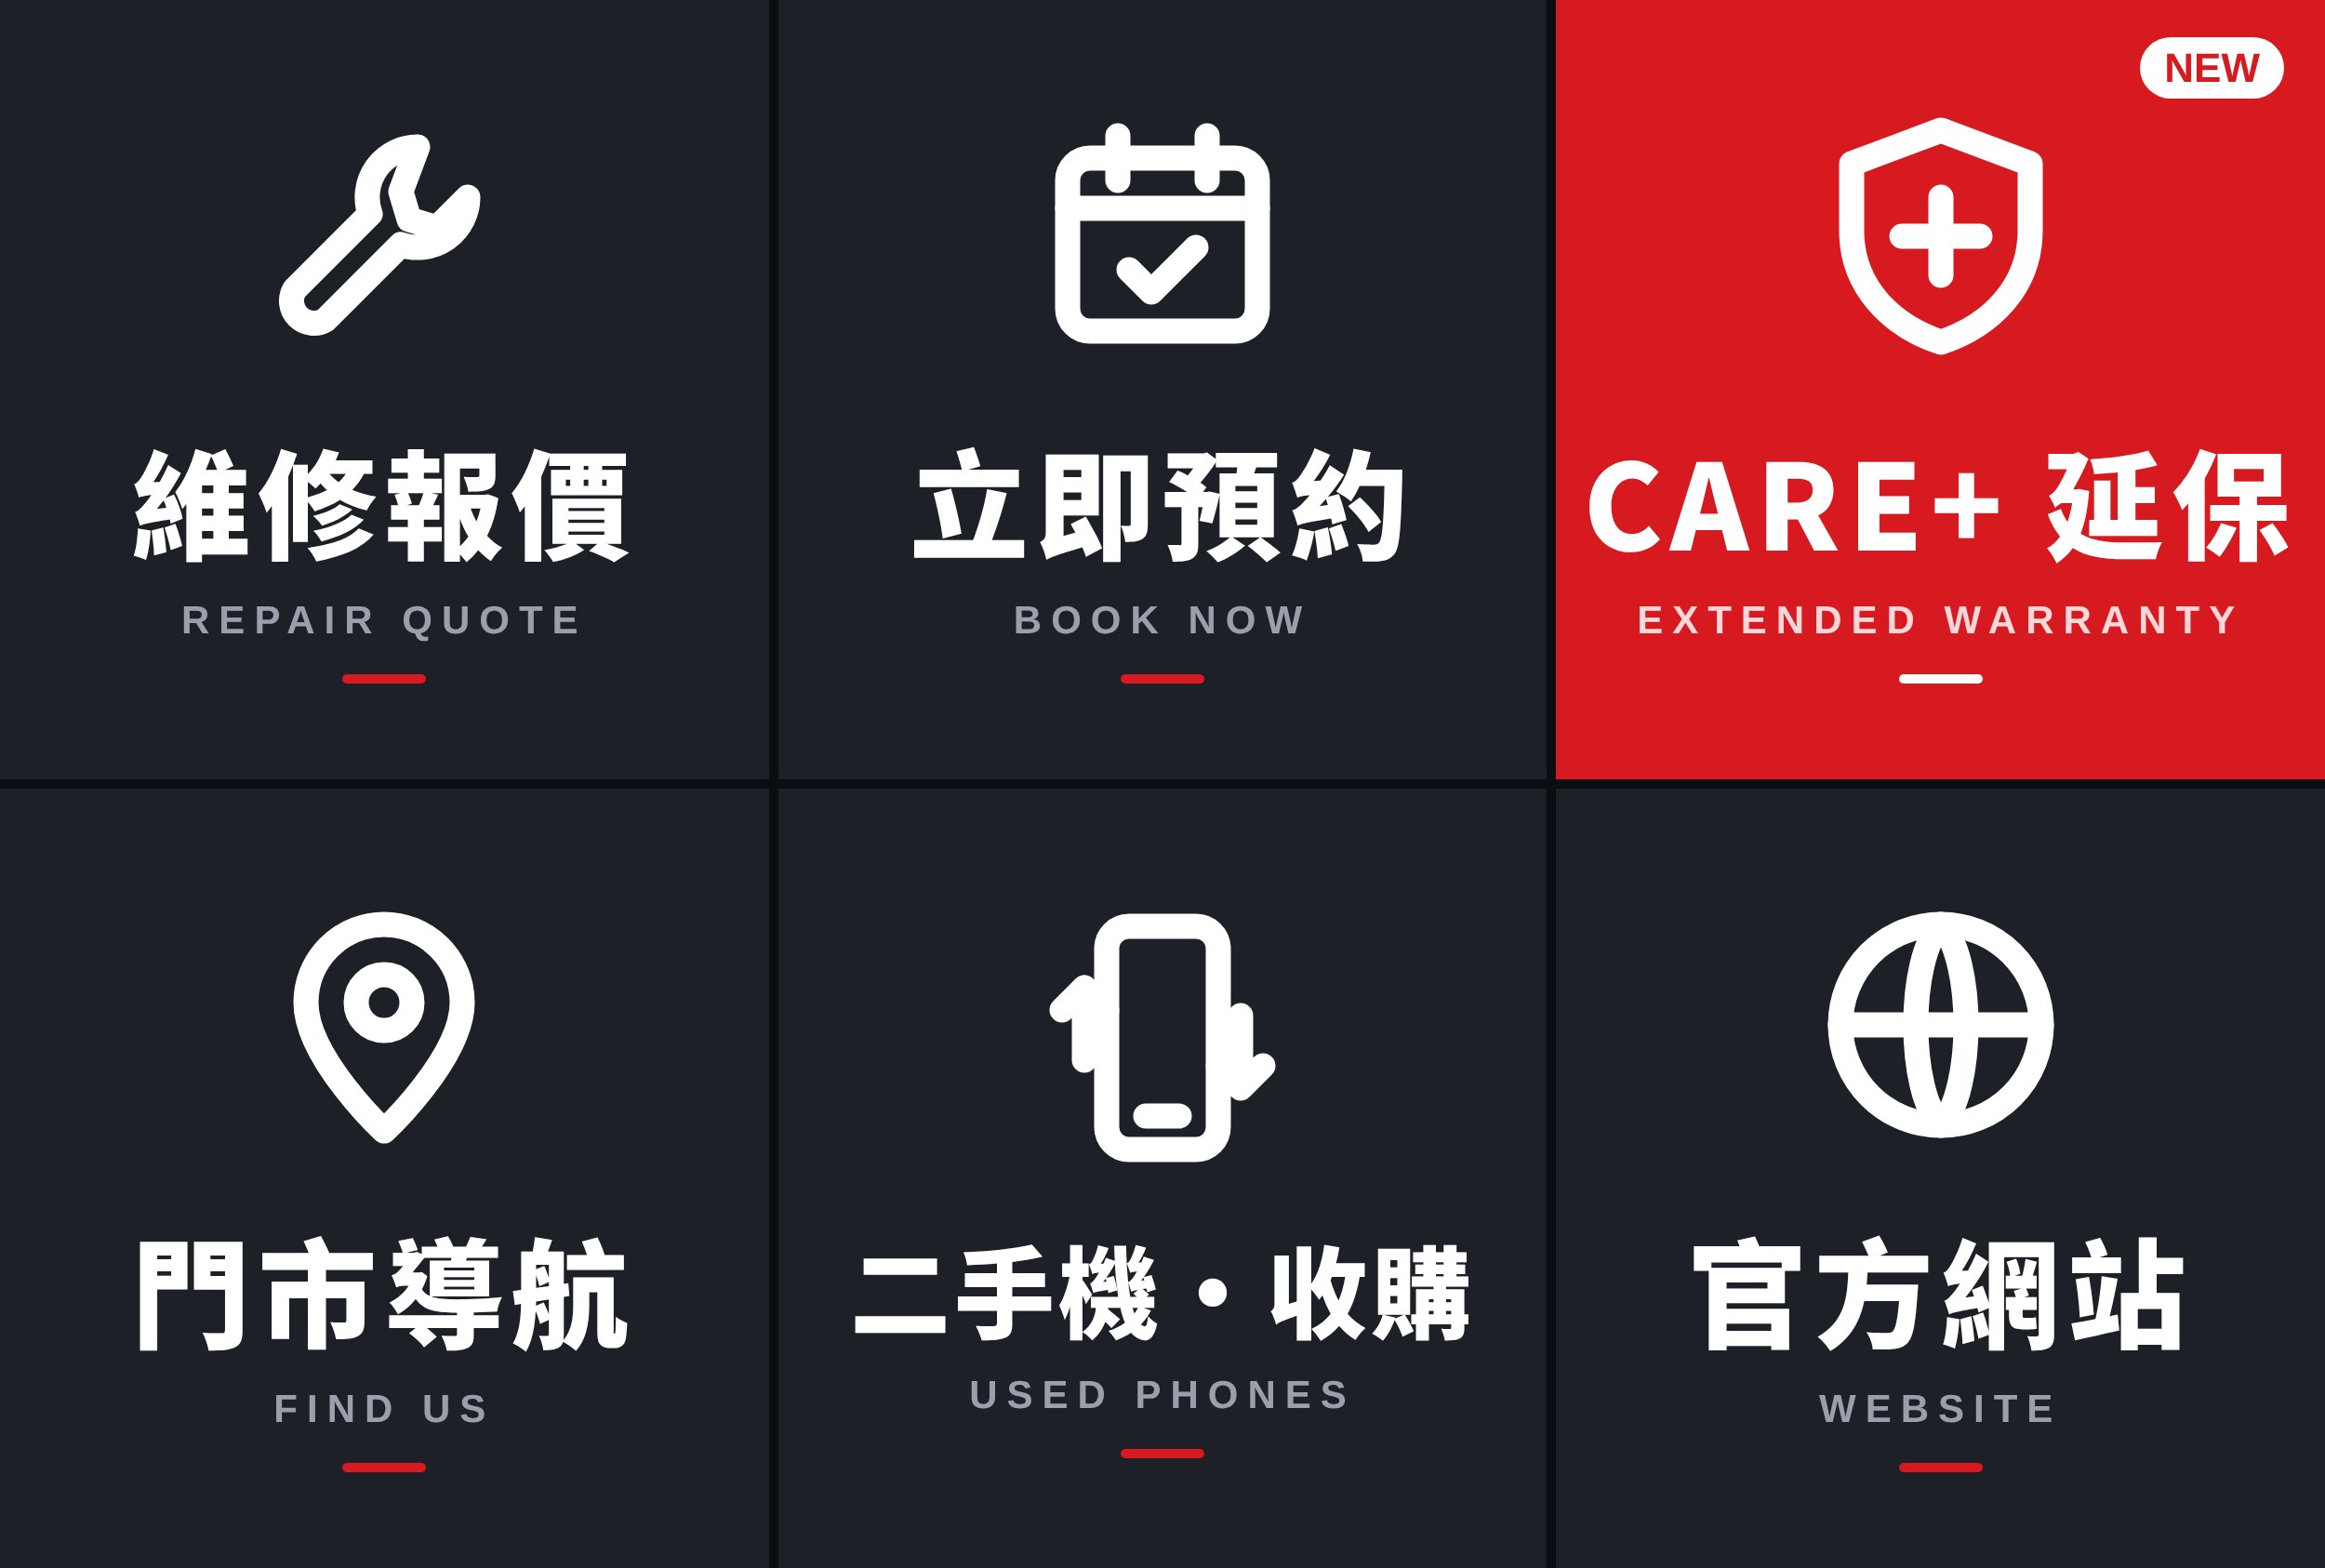 NEW
維修報價
REPAIR QUOTE
立即預約
BOOK NOW
CARE+ 延保
EXTENDED WARRANTY
門市導航
FIND US
二手機・收購
USED PHONES
官方網站
WEBSITE